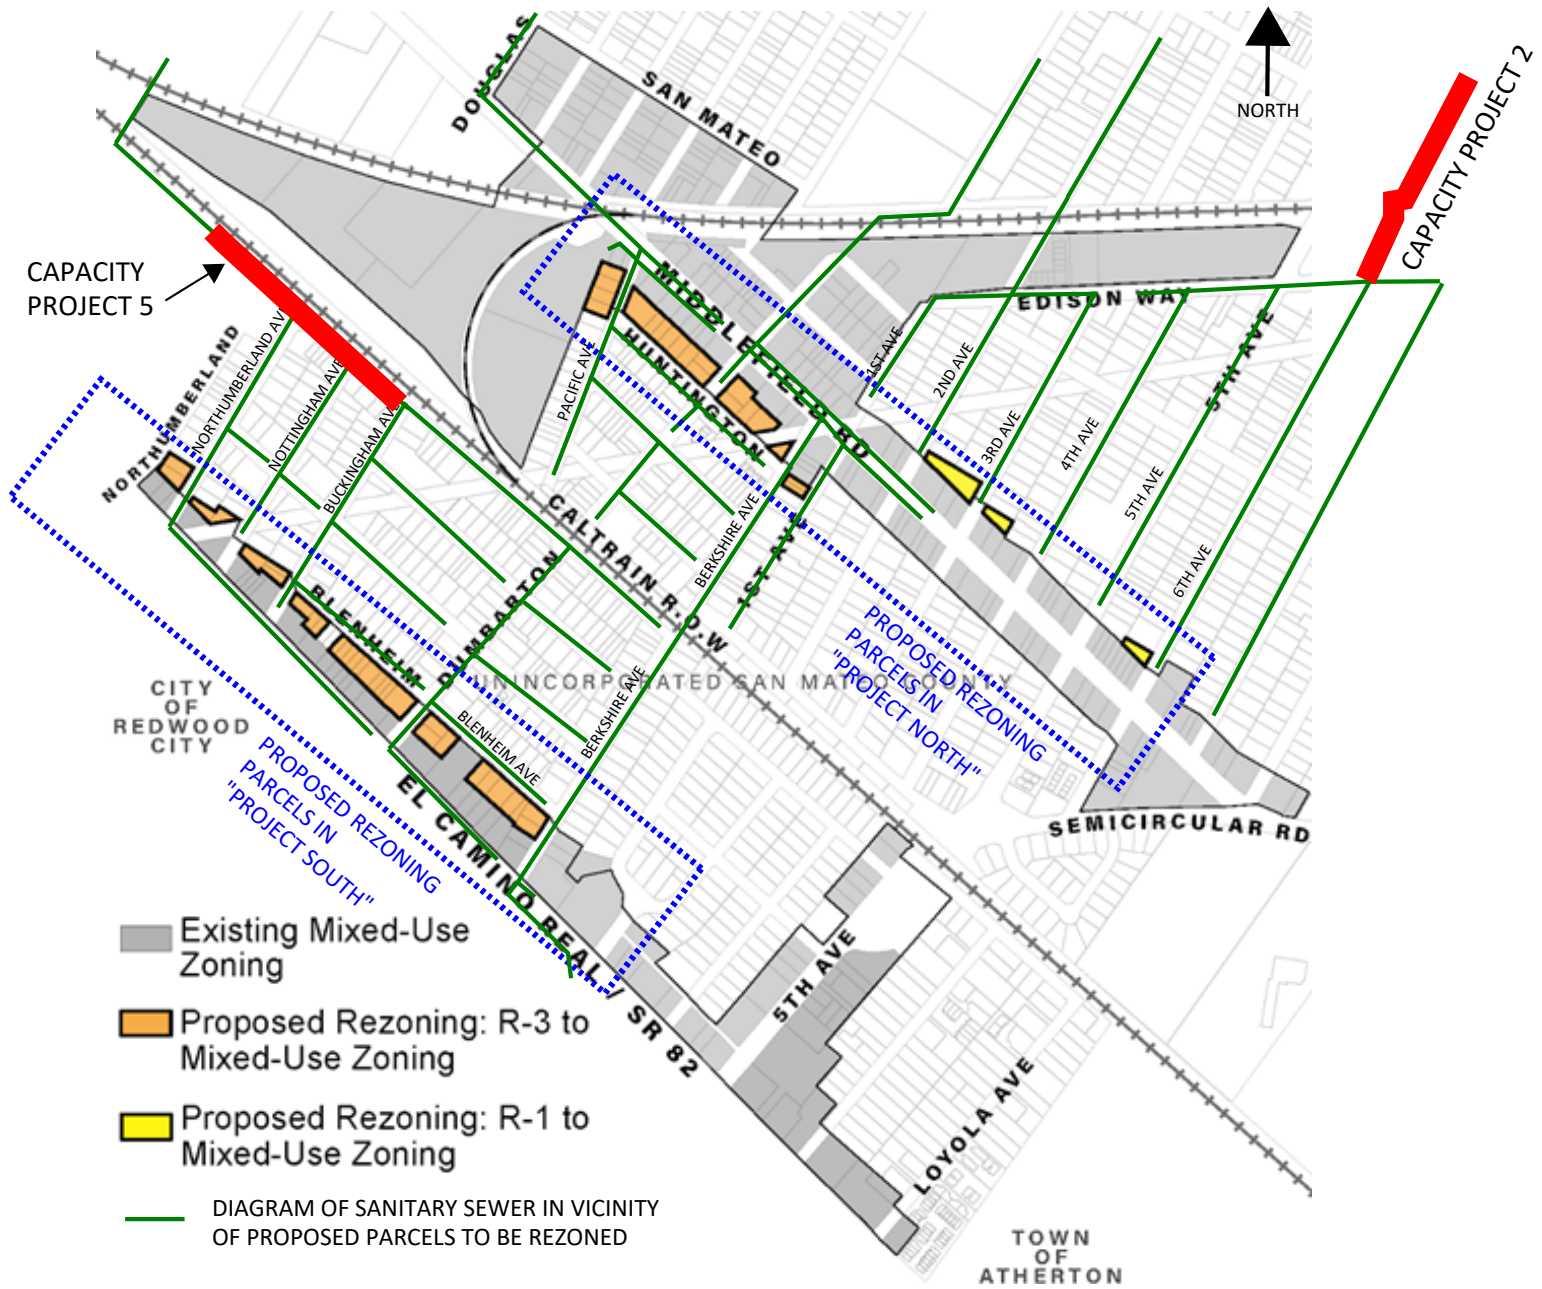 DOUGLAS
SAN MATEO
NORTH
CAPACITY PROJECT 2
CAPACITY
PROJECT 5
MIDDLEFIELD RD
EDISON WAY
HUNTINGTON
PACIFIC AVE
1ST AVE
2ND AVE
3RD AVE
4TH AVE
5TH AVE
5TH AVE
6TH AVE
NORTHUMBERLAND
NORTHUMBERLAND AV
NOTTINGHAM AVE
BUCKINGHAM AVE
CALTRAIN R.O.W
BERKSHIRE AVE
1ST AVE
BLENHEIM
DUMBARTON
UNINCORPORATED SAN MATEO COUNTY
BERKSHIRE AVE
BLENHEIM AVE
PROPOSED REZONING
PARCELS IN
"PROJECT NORTH"
CITY
OF
REDWOOD
CITY
PROPOSED REZONING
PARCELS IN
"PROJECT SOUTH"
EL CAMINO REAL / SR 82
SEMICIRCULAR RD
5TH AVE
LOYOLA AVE
Existing Mixed-Use
Zoning
Proposed Rezoning: R-3 to
Mixed-Use Zoning
Proposed Rezoning: R-1 to
Mixed-Use Zoning
DIAGRAM OF SANITARY SEWER IN VICINITY
OF PROPOSED PARCELS TO BE REZONED
TOWN
OF
ATHERTON